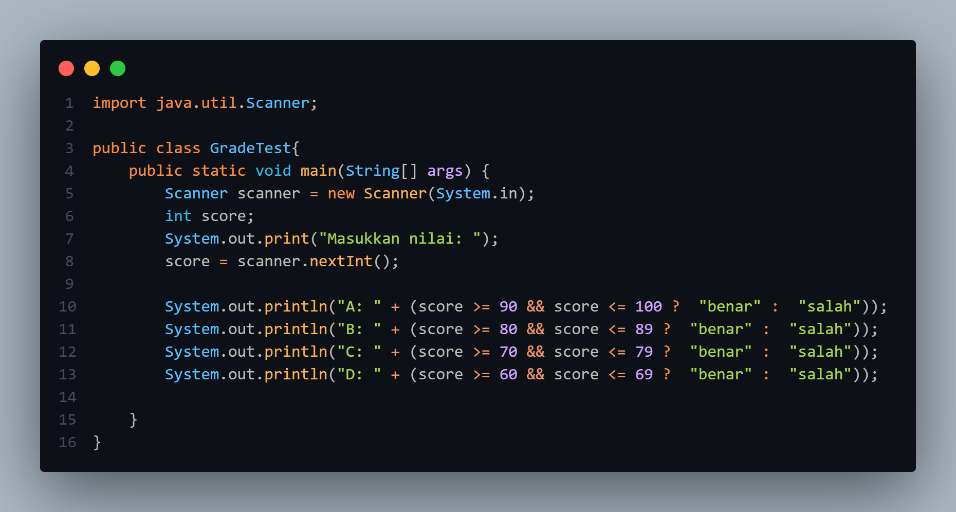 1 import java.util.Scanner;
2
3 public class GradeTest{
4     public static void main(String[] args) {
5         Scanner scanner = new Scanner(System.in);
6         int score;
7         System.out.print("Masukkan nilai: ");
8         score = scanner.nextInt();
9
10         System.out.println("A: " + (score >= 90 && score <= 100 ?  "benar" :  "salah"));
11         System.out.println("B: " + (score >= 80 && score <= 89 ?  "benar" :  "salah"));
12         System.out.println("C: " + (score >= 70 && score <= 79 ?  "benar" :  "salah"));
13         System.out.println("D: " + (score >= 60 && score <= 69 ?  "benar" :  "salah"));
14
15     }
16 }